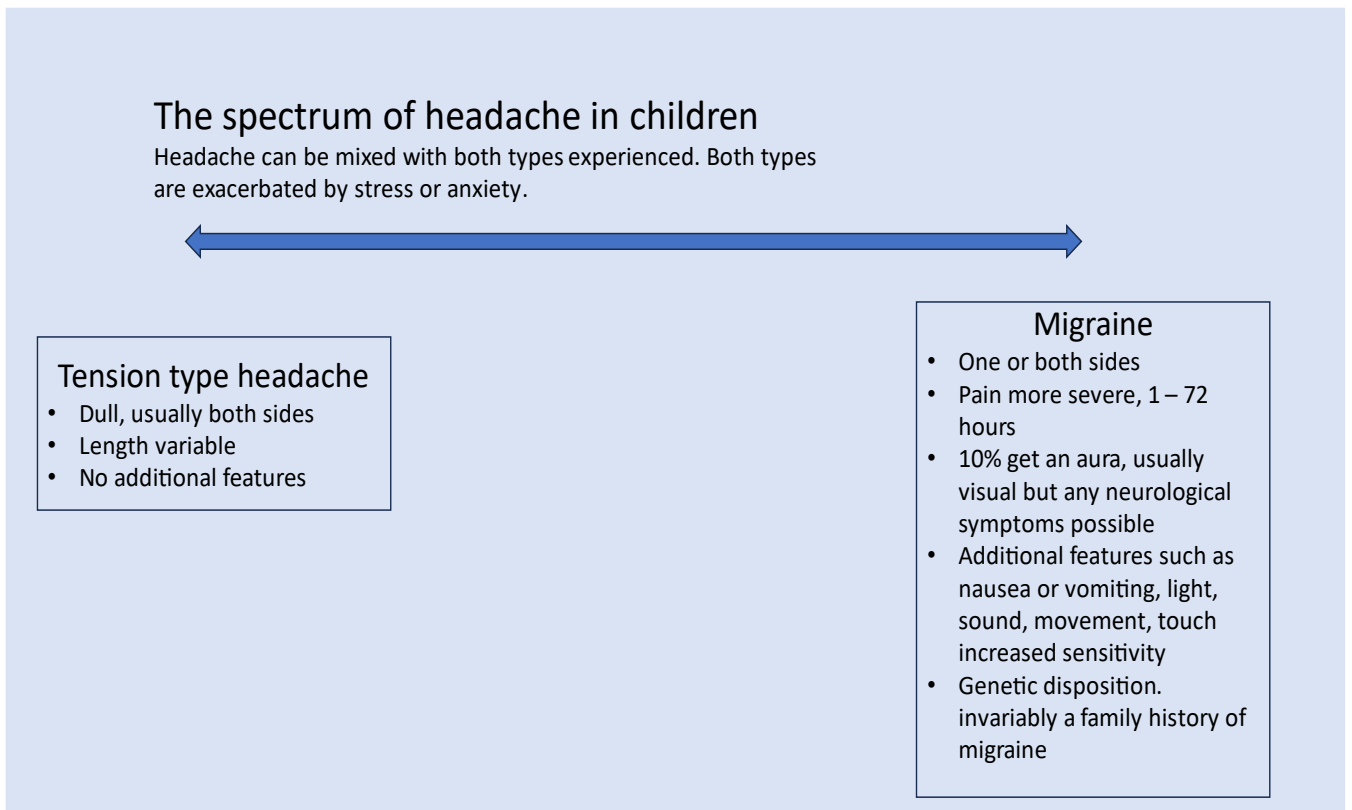 The spectrum of headache in children
Headache can be mixed with both types experienced. Both types
are exacerbated by stress or anxiety.
Tension type headache
• Dull, usually both sides
• Length variable
• No additional features
Migraine
• One or both sides
• Pain more severe, 1 – 72
hours
• 10% get an aura, usually
visual but any neurological
symptoms possible
• Additional features such as
nausea or vomiting, light,
sound, movement, touch
increased sensitivity
• Genetic disposition.
invariably a family history of
migraine